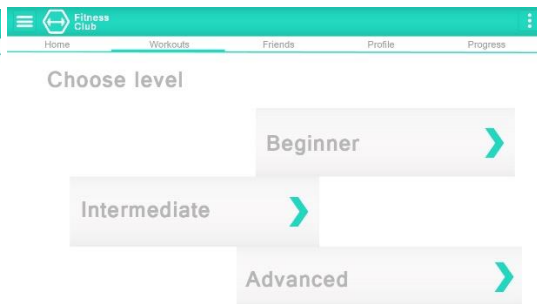 Fitness
Club
Home Workouts Friends Profile Progress
Choose level
Beginner
Intermediate
Advanced